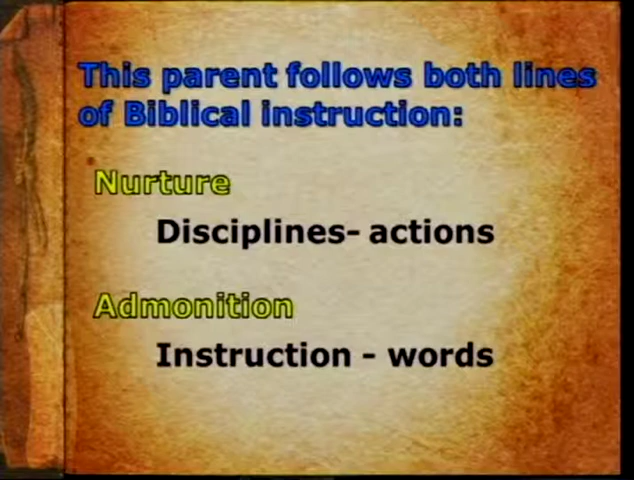 This parent follows both lines
of Biblical instruction:
Nurture
Disciplines- actions
Admonition
Instruction - words